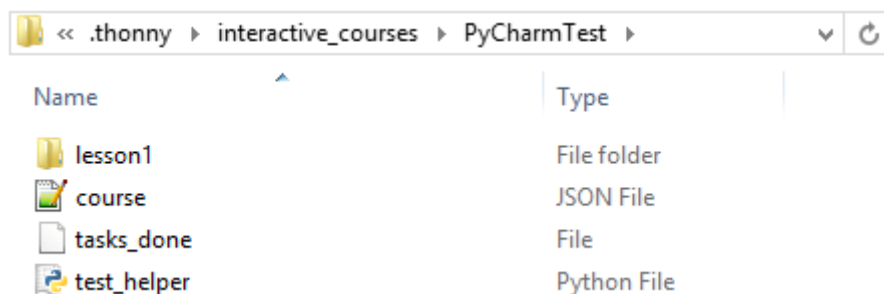 « .thonny interactive_courses PyCharmTest
Name Type
lesson1 File folder
course JSON File
tasks_done File
test_helper Python File